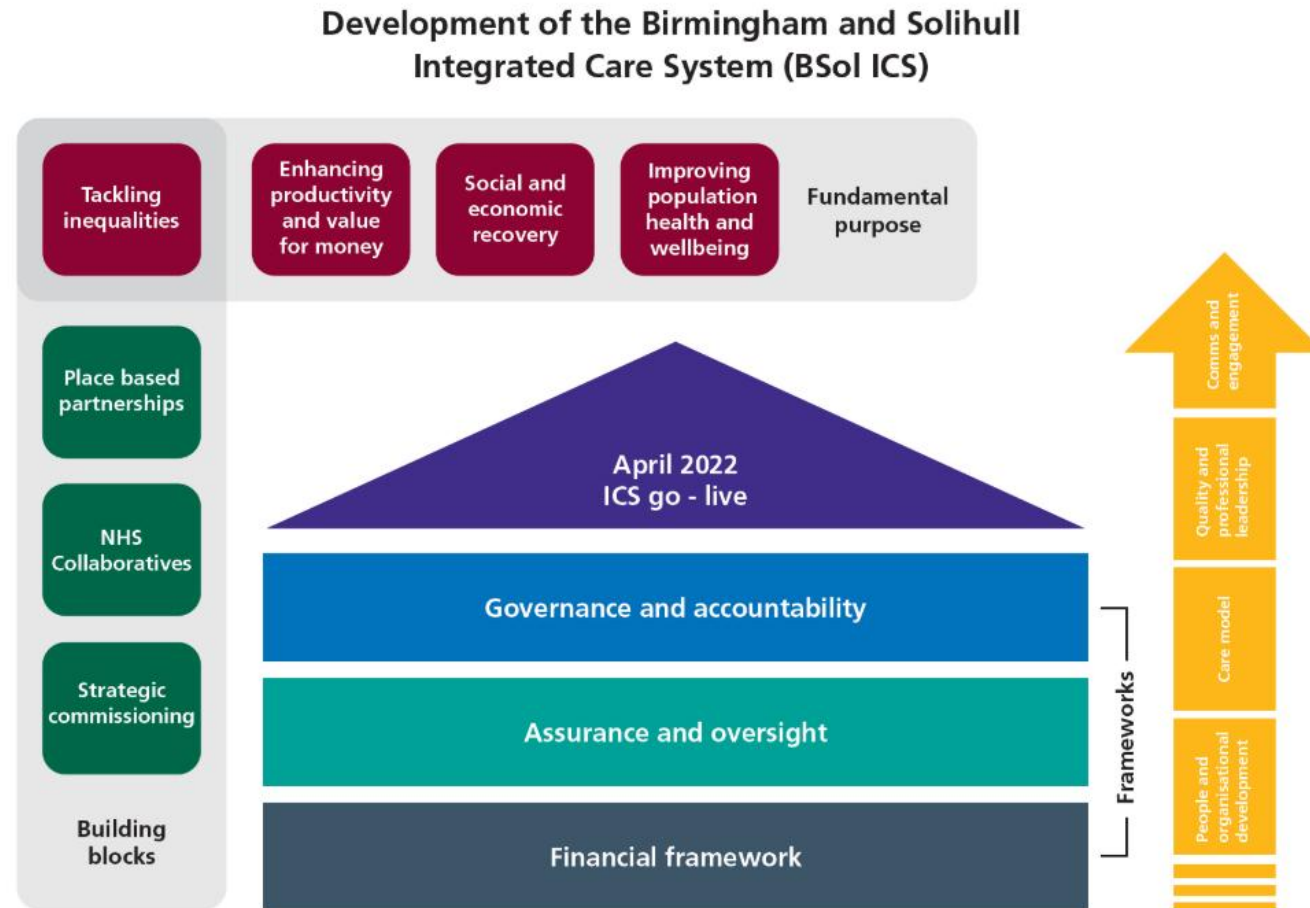 Development of the Birmingham and Solihull
Integrated Care System (BSol ICS)
Tackling
inequalities
Enhancing
productivity
and value
for money
Social and
economic
recovery
Improving
population
health and
wellbeing
Fundamental
purpose
Place based
partnerships
NHS
Collaboratives
Strategic
commissioning
Building
blocks
April 2022
ICS go - live
Governance and accountability
Assurance and oversight
Financial framework
Frameworks
Comms and
engagement
Quality and
professional
leadership
Care model
People and
organisational
development